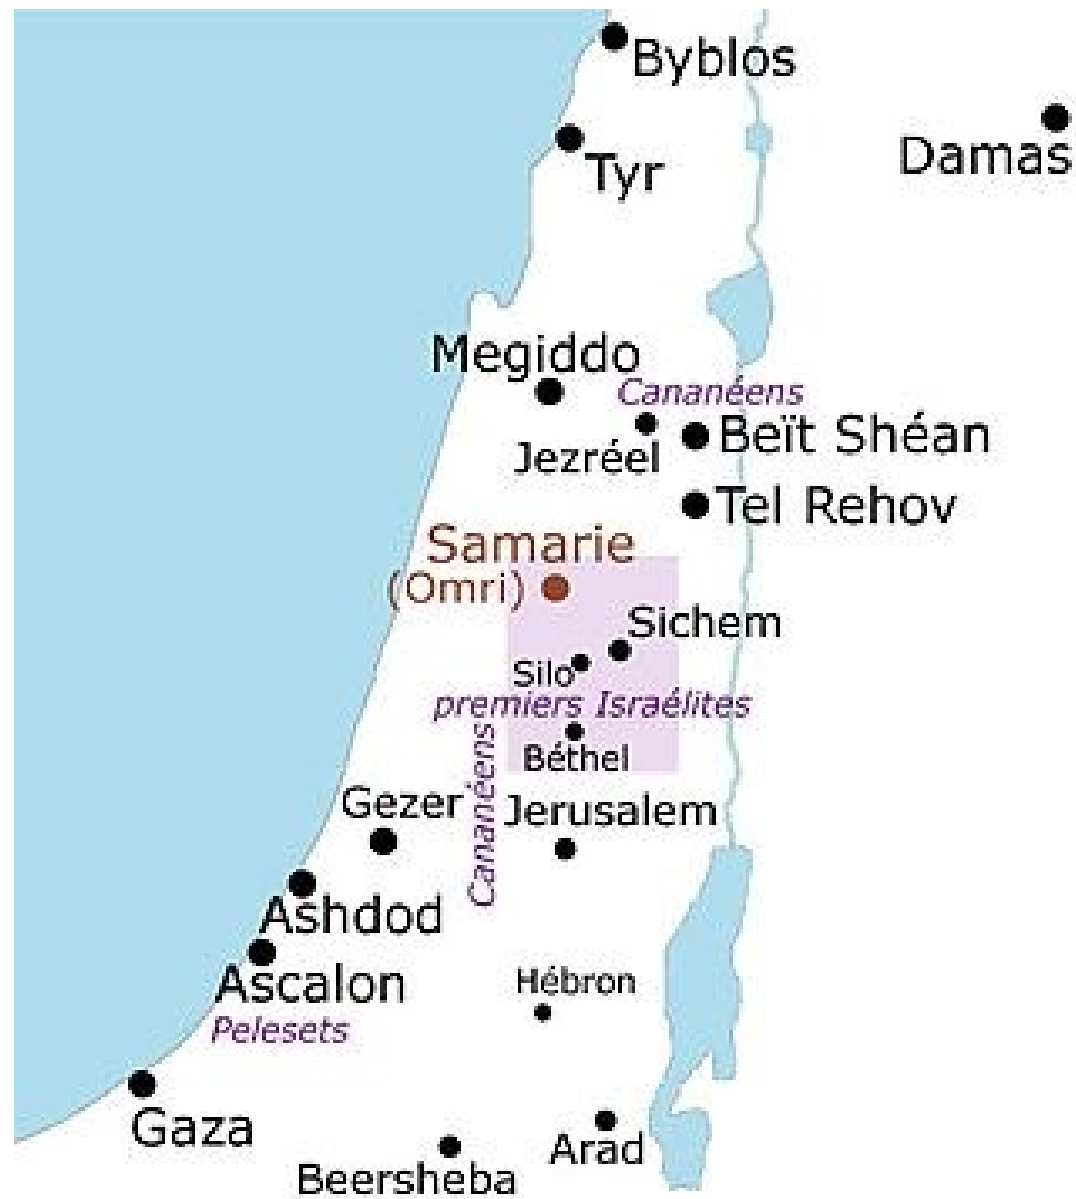 Byblos
Damas
Tyr
Megiddo
Cananéens
Beït Shéan
Jezréel
Tel Rehov
Samarie
(Omri)
Sichem
Silo
premiers Israélites
Béthel
Cananéens
Gezer
Jerusalem
Ashdod
Ascalon
Hébron
Pelesets
Gaza
Arad
Beersheba